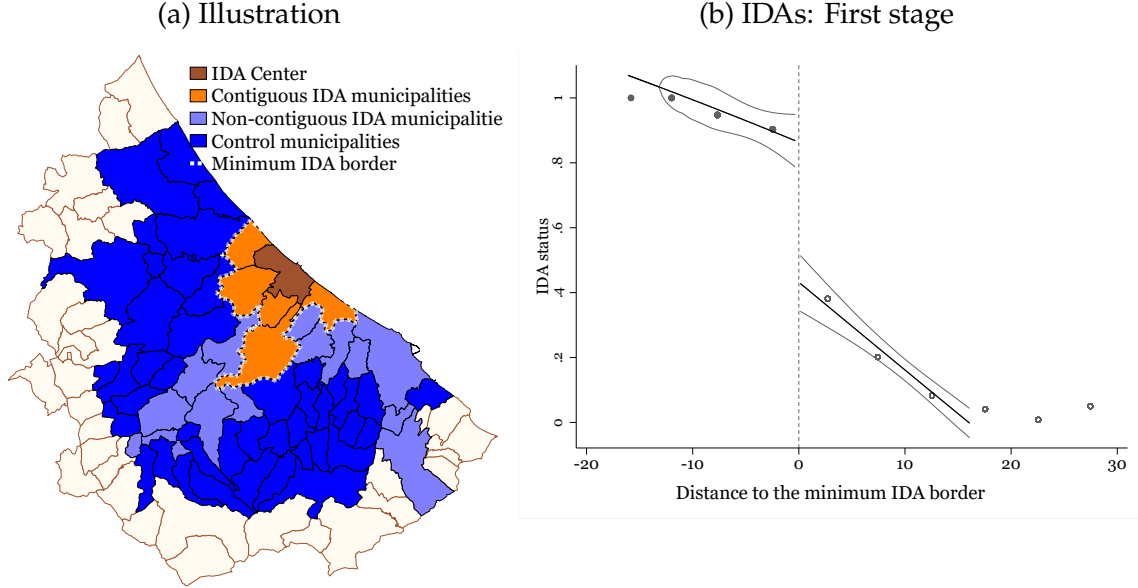 (a) Illustration
IDA Center
Contiguous IDA municipalities
Non-contiguous IDA municipalitie
Control municipalities
Minimum IDA border
(b) IDAs: First stage
IDA status
1
.8
.6
.4
.2
0
-20
-10
0
10
20
30
Distance to the minimum IDA border